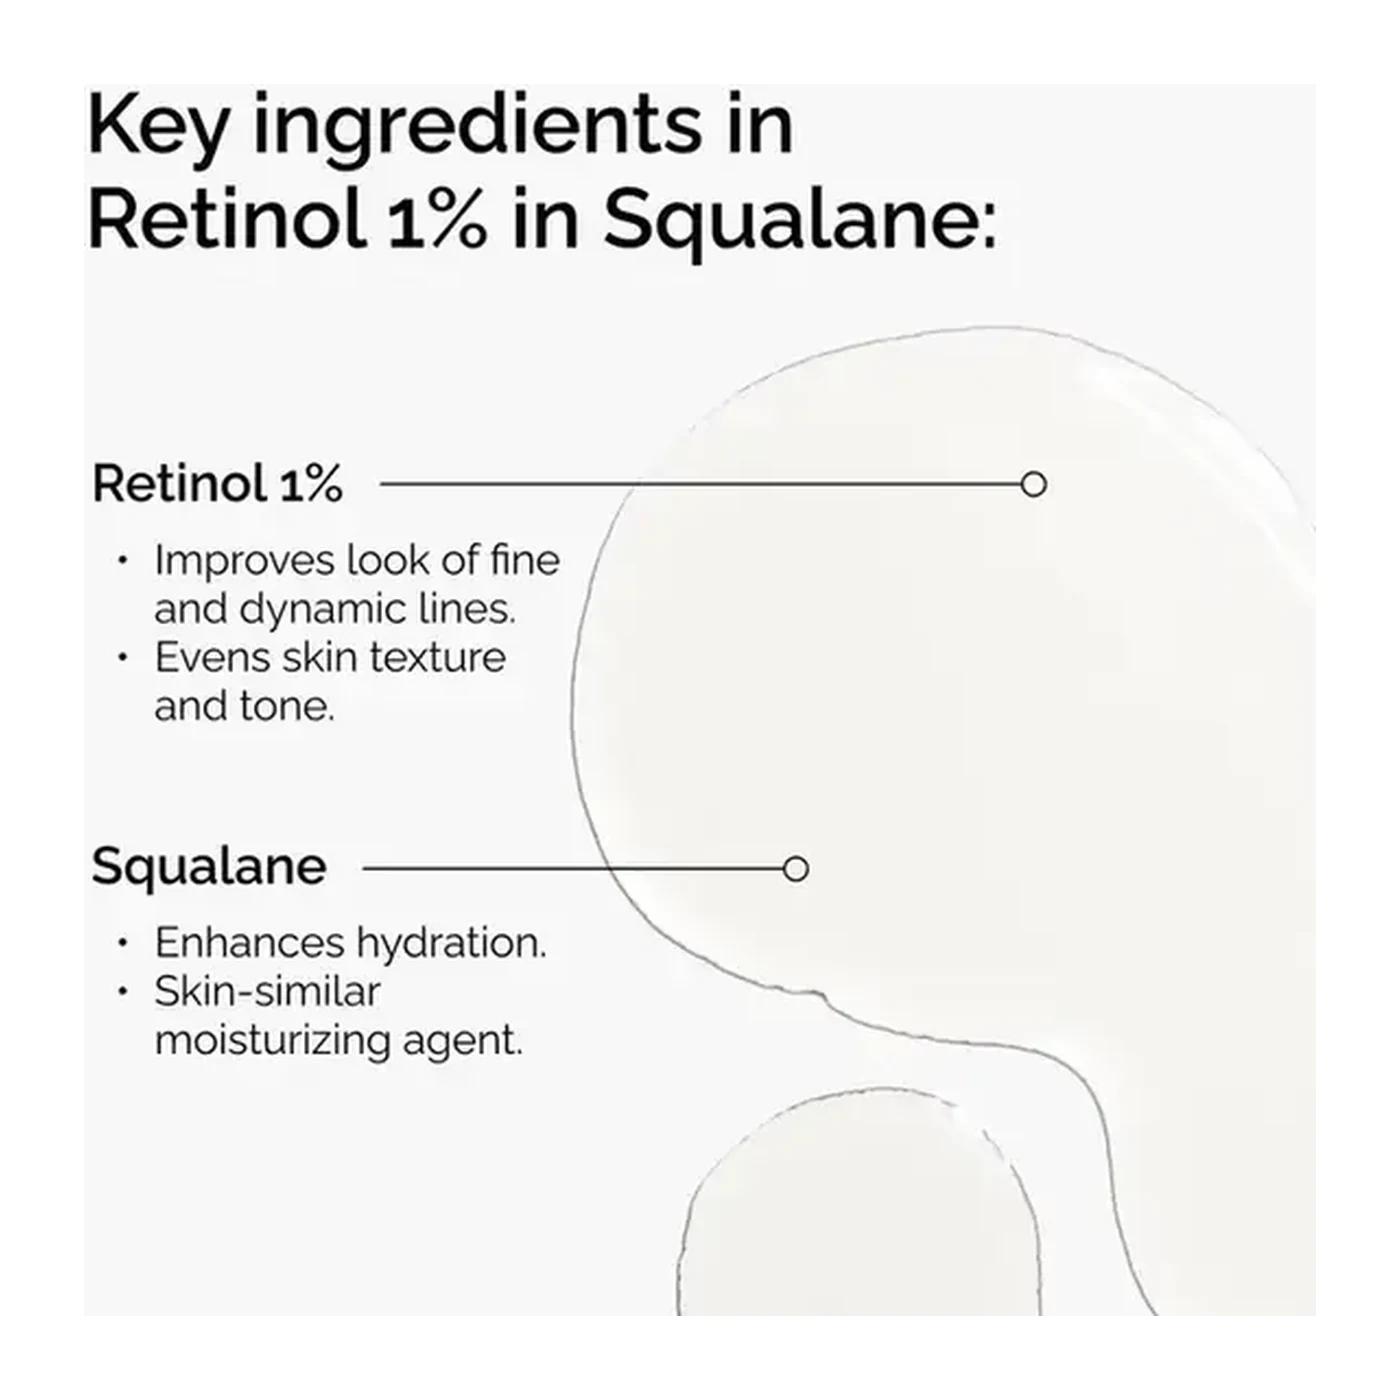 Key ingredients in
Retinol 1% in Squalane:
Retinol 1%
• Improves look of fine
and dynamic lines.
• Evens skin texture
and tone.
Squalane
• Enhances hydration.
• Skin-similar
moisturizing agent.